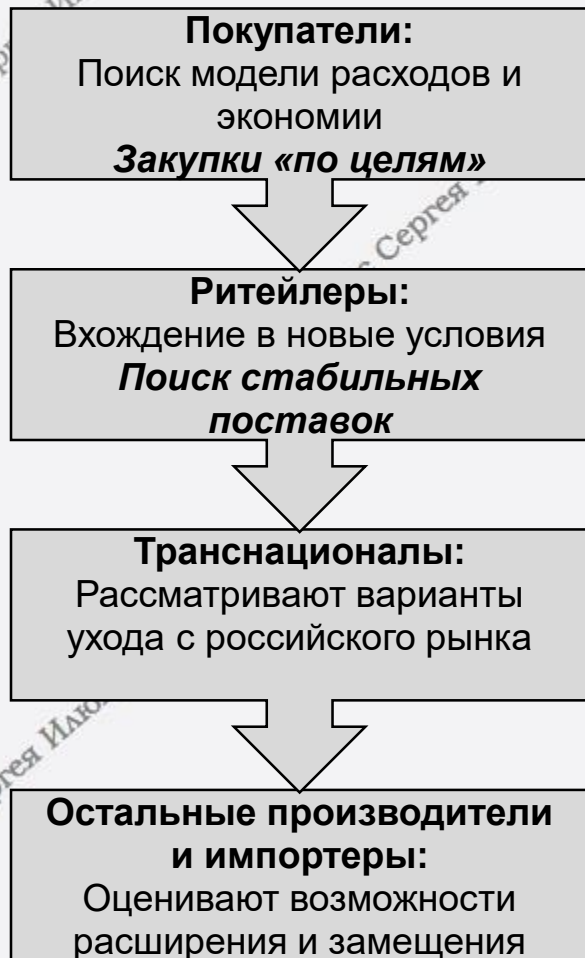 Покупатели:
Поиск модели расходов и
экономии
Закупки «по целям»
Сергея
Ритейлеры:
Вхождение в новые условия
Поиск стабильных
поставок
Транснационалы:
Рассматривают варианты
ухода с российского рынка
Остальные производители
и импортеры:
Оценивают возможности
расширения и замещения